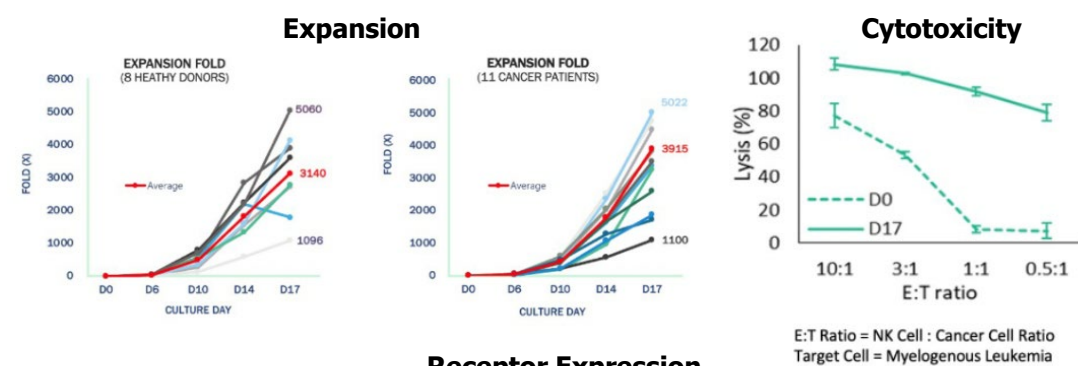 Expansion
EXPANSION FOLD
(8 HEATHY DONORS)
6000
5000
4000
3000
2000
1000
0
FOLD (X)
Average
5060
3140
1096
D0 D6 D10 D14 D17
CULTURE DAY
EXPANSION FOLD
(11 CANCER PATIENTS)
6000
5000
4000
3000
2000
1000
0
FOLD (X)
Average
5022
3915
1100
D0 D6 D10 D14 D17
CULTURE DAY
Cytotoxicity
120
100
80
60
40
20
0
Lysis (%)
D0
D17
10:1 3:1 1:1 0.5:1
E:T ratio
E:T Ratio = NK Cell : Cancer Cell Ratio
Target Cell = Myelogenous Leukemia
Receptor Expression